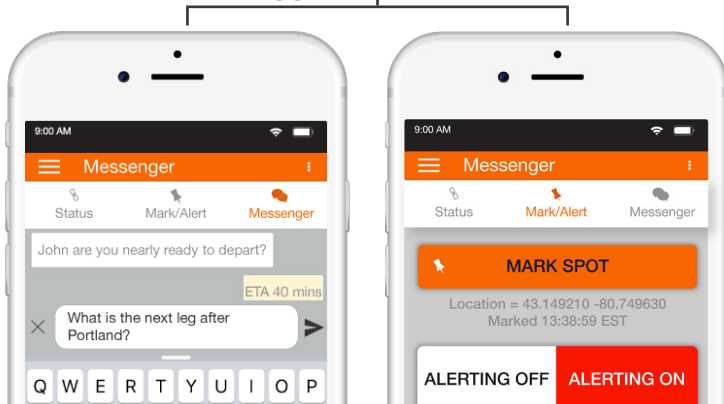 9:00 AM
Messenger
Status
Mark/Alert
Messenger
John are you nearly ready to depart?
ETA 40 mins
What is the next leg after
Portland?
Q W E R T Y U I O P
9:00 AM
Messenger
Status
Mark/Alert
Messenger
MARK SPOT
Location = 43.149210 -80.749630
Marked 13:38:59 EST
ALERTING OFF
ALERTING ON